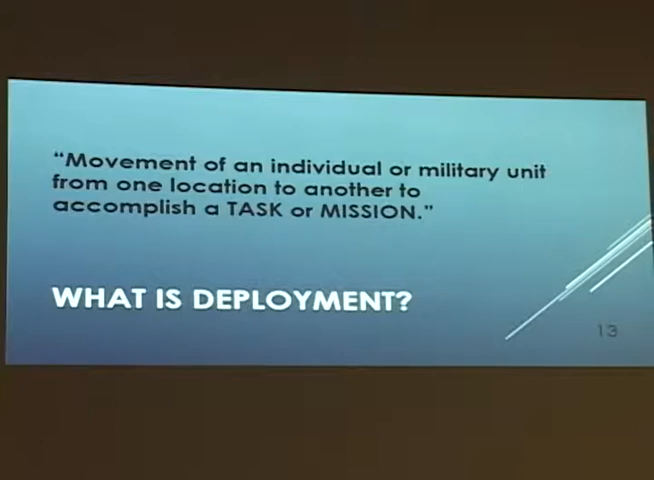 “Movement of an individual or military unit
from one location to another to
accomplish a TASK or MISSION.”
WHAT IS DEPLOYMENT?
13